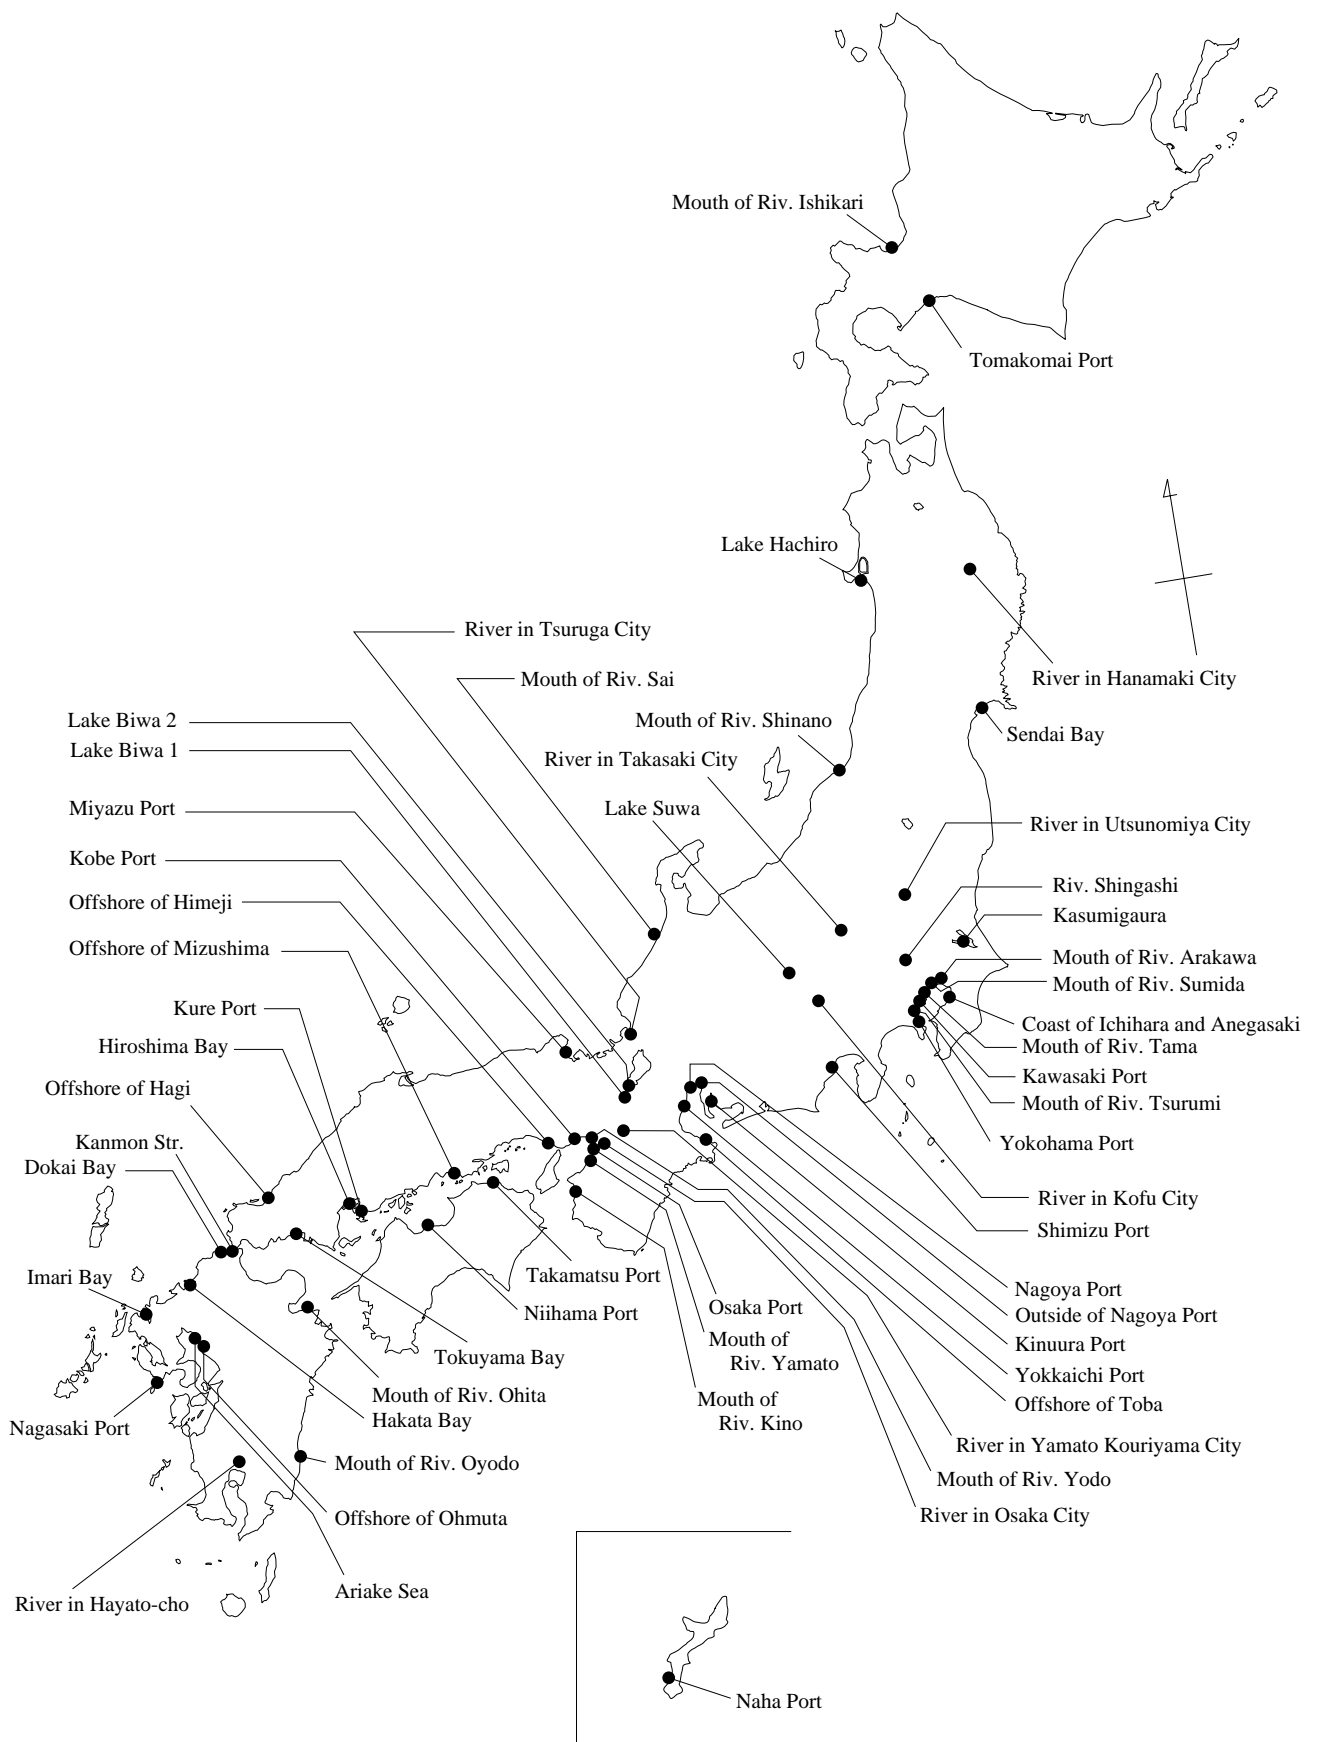 Mouth of Riv. Ishikari
Tomakomai Port
Lake Hachiro
River in Tsuruga City
River in Hanamaki City
Mouth of Riv. Sai
Lake Biwa 2
Mouth of Riv. Shinano
Sendai Bay
Lake Biwa 1
River in Takasaki City
Miyazu Port
Lake Suwa
River in Utsunomiya City
Kobe Port
Riv. Shingashi
Offshore of Himeji
Kasumigaura
Offshore of Mizushima
Mouth of Riv. Arakawa
Mouth of Riv. Sumida
Kure Port
Coast of Ichihara and Anegasaki
Hiroshima Bay
Mouth of Riv. Tama
Kawasaki Port
Offshore of Hagi
Mouth of Riv. Tsurumi
Kanmon Str.
Yokohama Port
Dokai Bay
River in Kofu City
Shimizu Port
Imari Bay
Takamatsu Port
Nagoya Port
Niihama Port
Osaka Port
Outside of Nagoya Port
Mouth of
Riv. Yamato
Kinuura Port
Tokuyama Bay
Yokkaichi Port
Mouth of Riv. Ohita
Mouth of
Riv. Kino
Offshore of Toba
Hakata Bay
Nagasaki Port
River in Yamato Kouriyama City
Mouth of Riv. Oyodo
Mouth of Riv. Yodo
Offshore of Ohmuta
River in Osaka City
Ariake Sea
River in Hayato-cho
Naha Port